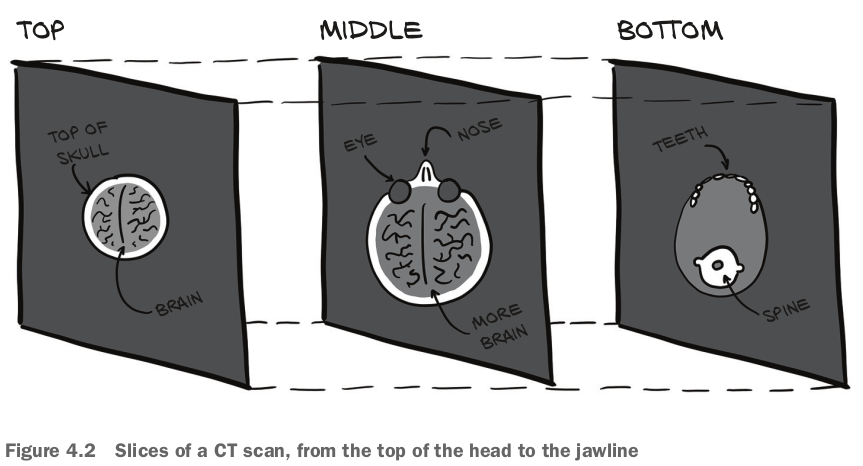 TOP
MIDDLE
BOTTOM
TOP OF
SKULL
BRAIN
EYE
NOSE
MORE
BRAIN
TEETH
SPINE
Figure 4.2 Slices of a CT scan, from the top of the head to the jawline